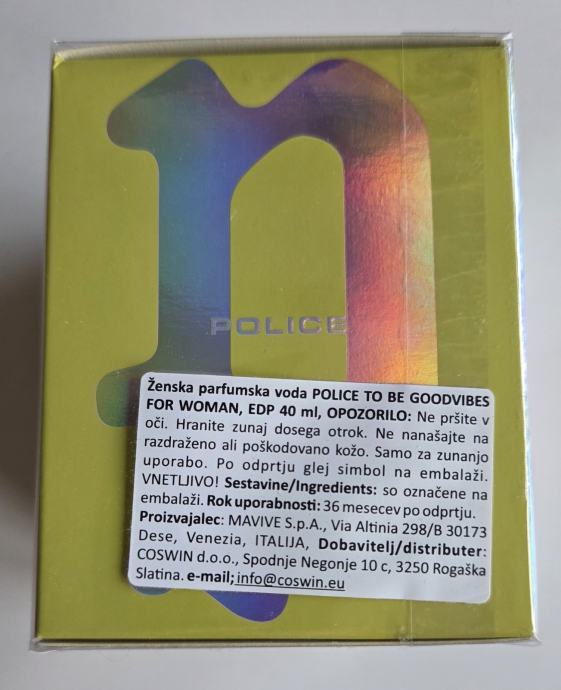 POLICE
Ženska parfumska voda POLICE TO BE GOODVIBES
FOR WOMAN, EDP 40 ml, OPOZORILO: Ne pršite v
oči. Hranite zunaj dosega otrok. Ne nanašajte na
razdraženo ali poškodovano kožo. Samo za zunanjo
uporabo. Po odprtju glej simbol na embalaži.
VNETLJIVO! Sestavine/Ingredients: so označene na
embalaži. Rok uporabnosti: 36 mesecev po odprtju.
Proizvajalec: MAVIVE S.p.A., Via Altinia 298/B 30173
Dese, Venezia, ITALIJA, Dobavitelj/distributer:
COSWIN d.o.o., Spodnje Negonje 10 c, 3250 Rogaška
Slatina. e-mail; info@coswin.eu